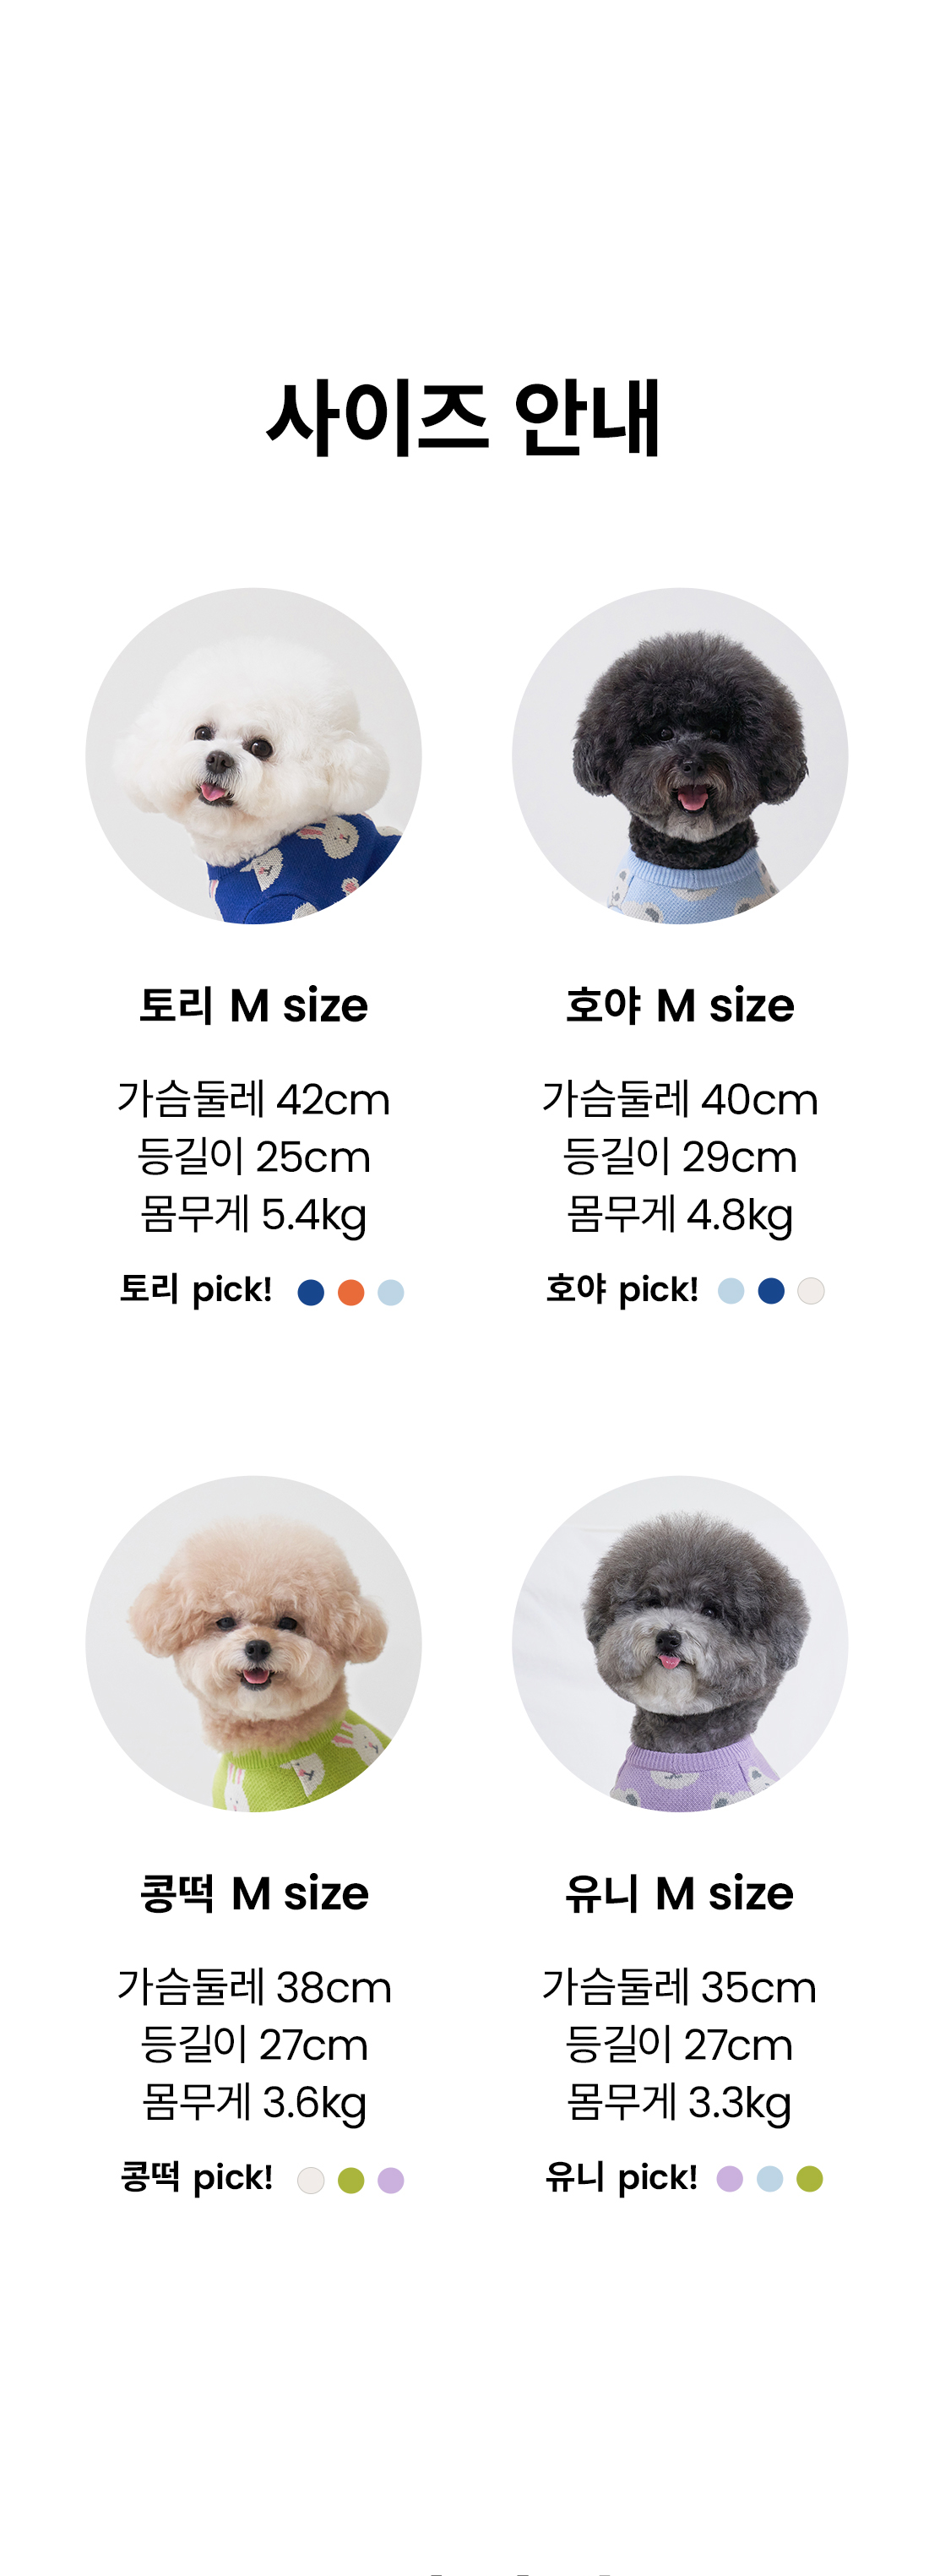 사이즈 안내
토리 M size
가슴둘레 42cm
등길이 25cm
몸무게 5.4kg
토리 pick!
호야 M size
가슴둘레 40cm
등길이 29cm
몸무게 4.8kg
호야 pick!
콩떡 M size
가슴둘레 38cm
등길이 27cm
몸무게 3.6kg
콩떡 pick!
유니 M size
가슴둘레 35cm
등길이 27cm
몸무게 3.3kg
유니 pick!